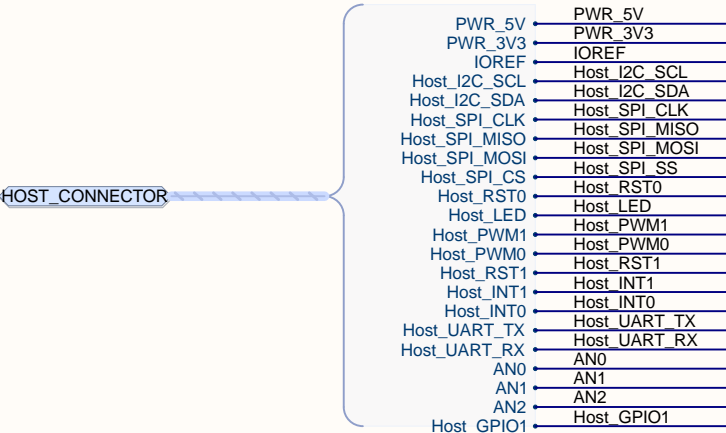 PWR_5V PWR_5V
PWR_3V3 PWR_3V3
IOREF IOREF
Host_I2C_SCL Host_I2C_SCL
Host_I2C_SDA Host_I2C_SDA
Host_SPI_CLK Host_SPI_CLK
Host_SPI_MISO Host_SPI_MISO
Host_SPI_MOSI Host_SPI_MOSI
Host_SPI_CS Host_SPI_SS
HOST_CONNECTOR Host_RST0 Host_RST0
Host_LED Host_LED
Host_PWM1 Host_PWM1
Host_PWM0 Host_PWM0
Host_RST1 Host_RST1
Host_INT1 Host_INT1
Host_INT0 Host_INT0
Host_UART_TX Host_UART_TX
Host_UART_RX Host_UART_RX
AN0 AN0
AN1 AN1
AN2 AN2
Host_GPIO1 Host_GPIO1